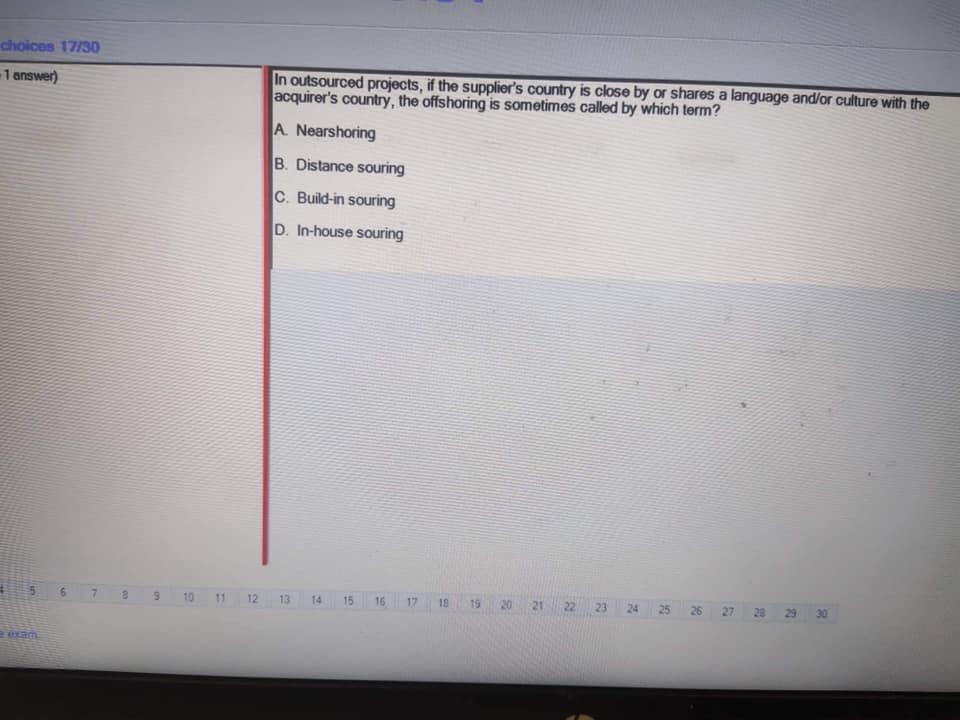 choices 17/30
1 answer)
In outsourced projects, if the supplier's country is close by or shares a language and/or culture with the
acquirer's country, the offshoring is sometimes called by which term?
A. Nearshoring
B. Distance souring
C. Build-in souring
D. In-house souring
5 6 7 8 9 10 11 12 13 14 15 16 17 18 19 20 21 22 23 24 25 26 27 28 29 30
exam